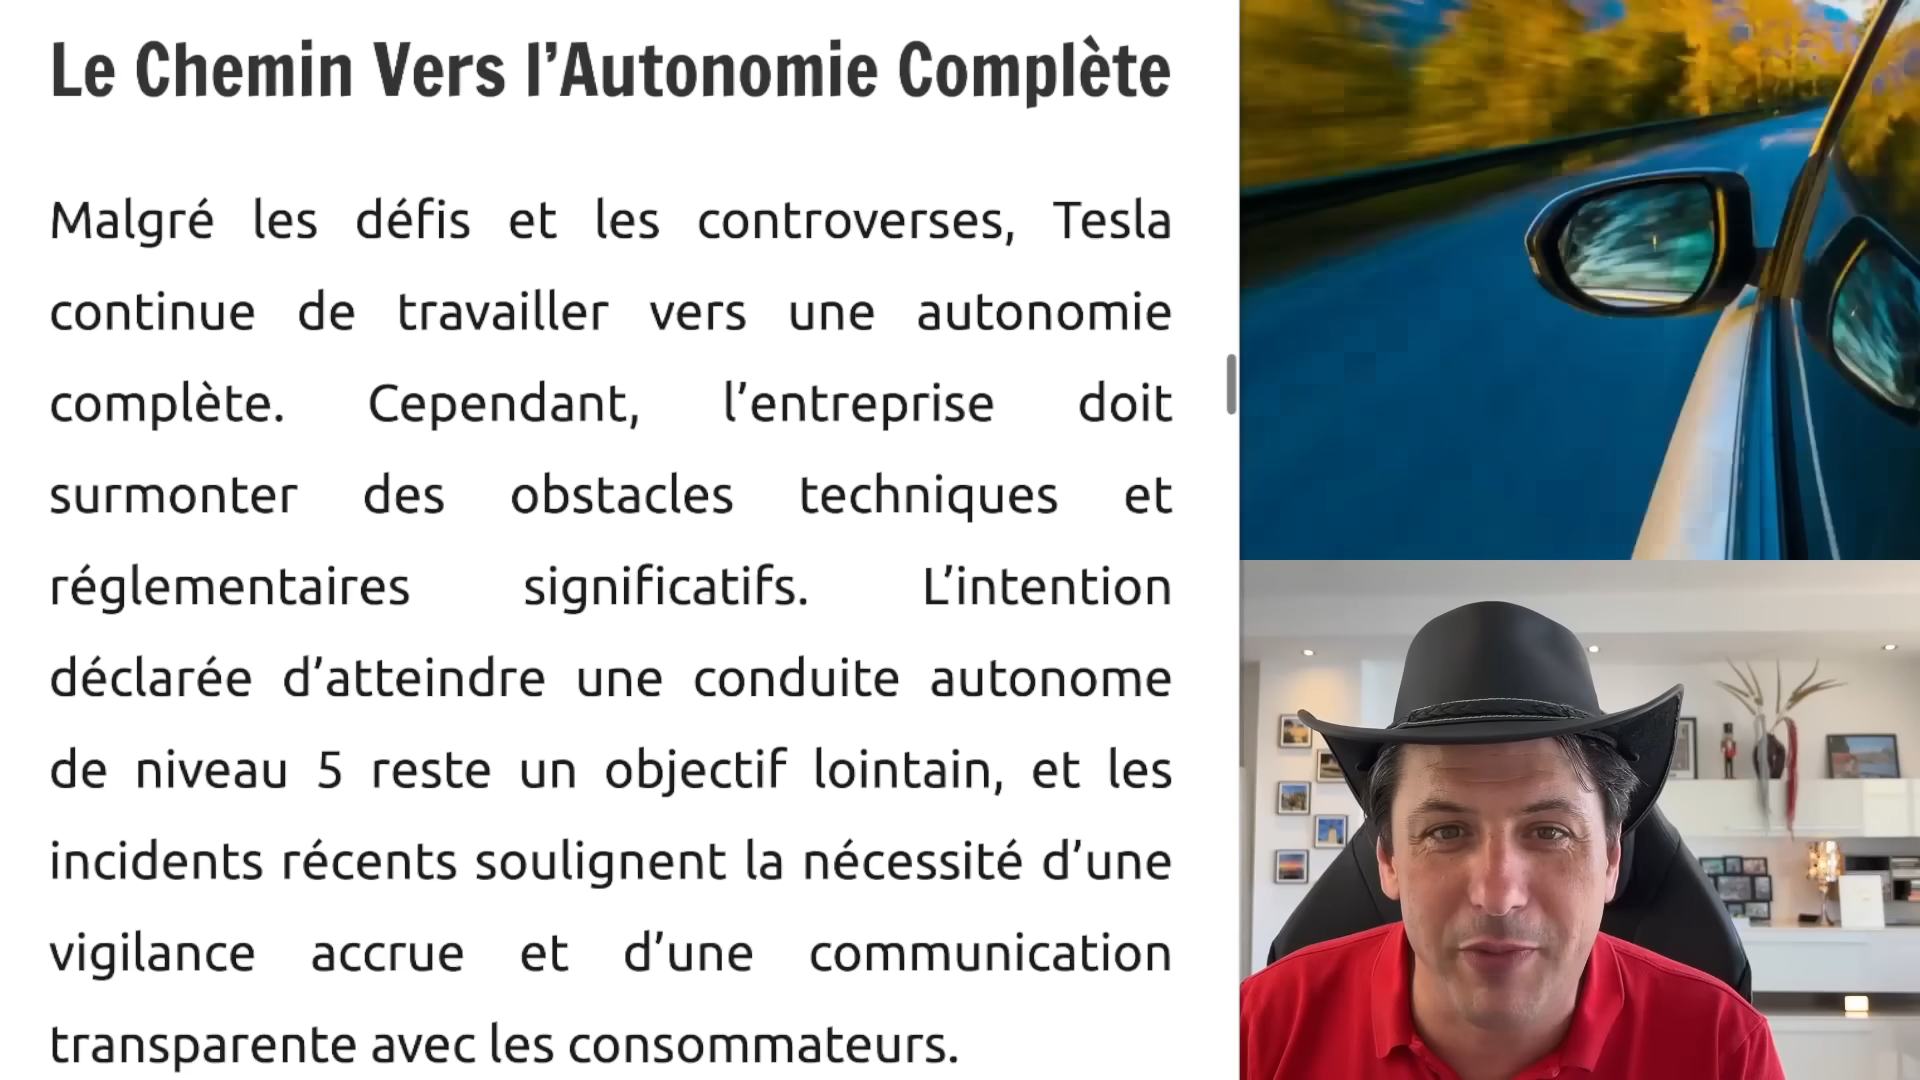 Le Chemin Vers l’Autonomie Complète
Malgré les défis et les controverses, Tesla
continue de travailler vers une autonomie
complète. Cependant, l’entreprise doit
surmonter des obstacles techniques et
réglementaires significatifs. L’intention
déclarée d’atteindre une conduite autonome
de niveau 5 reste un objectif lointain, et les
incidents récents soulignent la nécessité d’une
vigilance accrue et d’une communication
transparente avec les consommateurs.